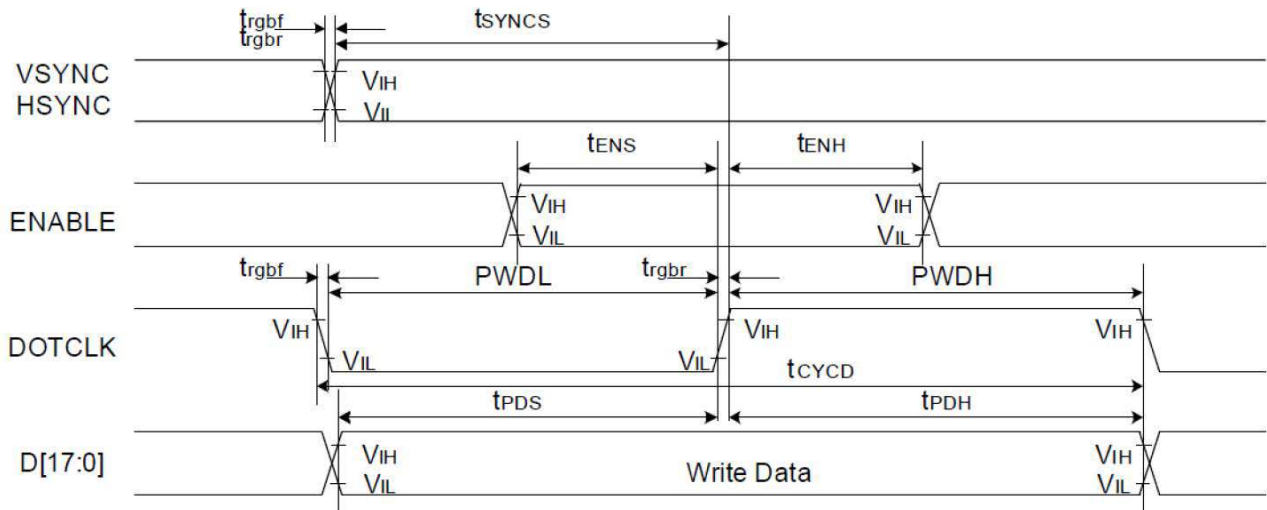 trgbf
trgbr
tSYNCS
VSYNC
HSYNC
VIH
VIL
tENS
tENH
ENABLE
VIH
VIL
VIH
VIL
trgbf
PWDL
trgbr
PWDH
DOTCLK
VIH
VIL
VIL
VIH
VIH
tCYCD
tPDS
tPDH
D[17:0]
VIH
VIL
Write Data
VIH
VIL